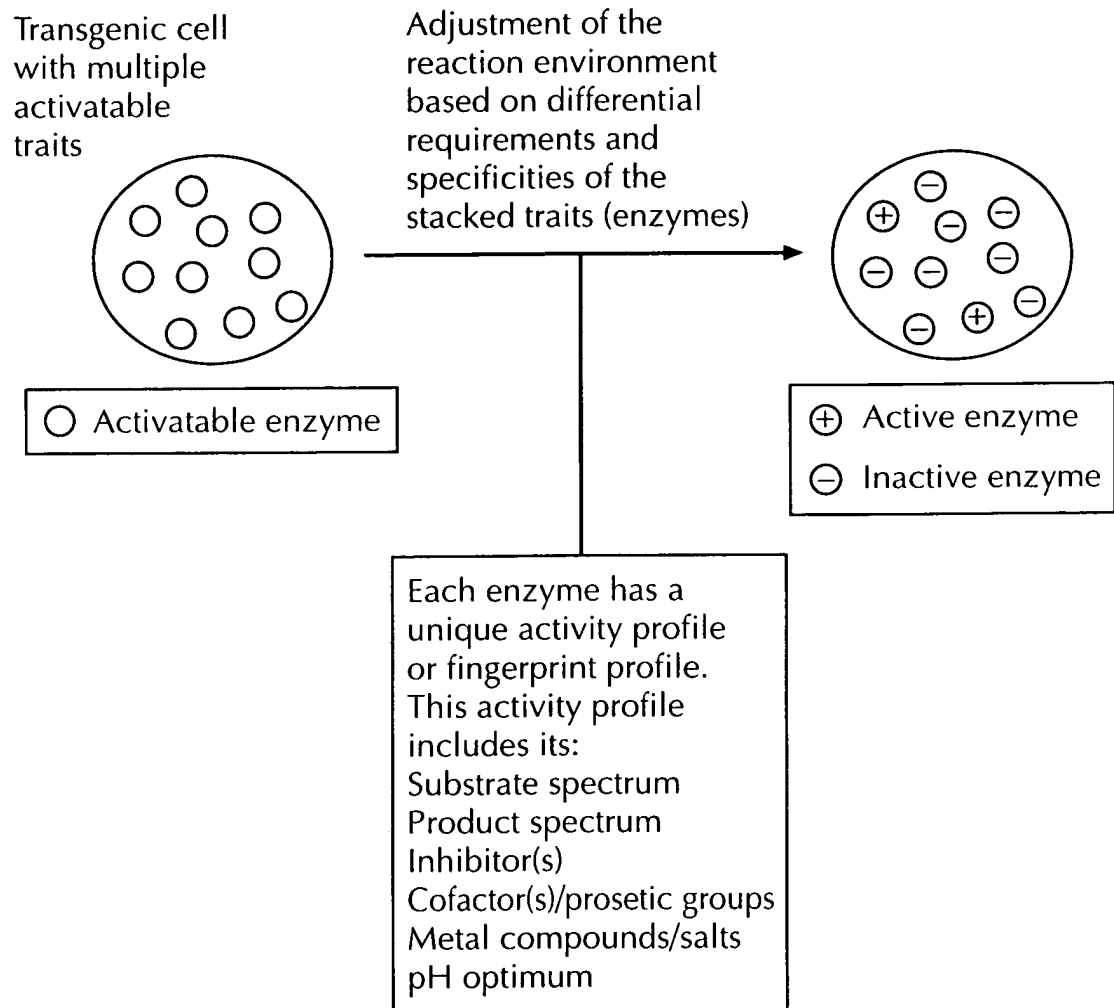 Transgenic cell
with multiple
activatable
traits
Adjustment of the
reaction environment
based on differential
requirements and
specificities of the
stacked traits (enzymes)
+
−
−
−
−
−
−
−
+
−
Activatable enzyme
+ Active enzyme
− Inactive enzyme
Each enzyme has a
unique activity profile
or fingerprint profile.
This activity profile
includes its:
Substrate spectrum
Product spectrum
Inhibitor(s)
Cofactor(s)/prosetic groups
Metal compounds/salts
pH optimum